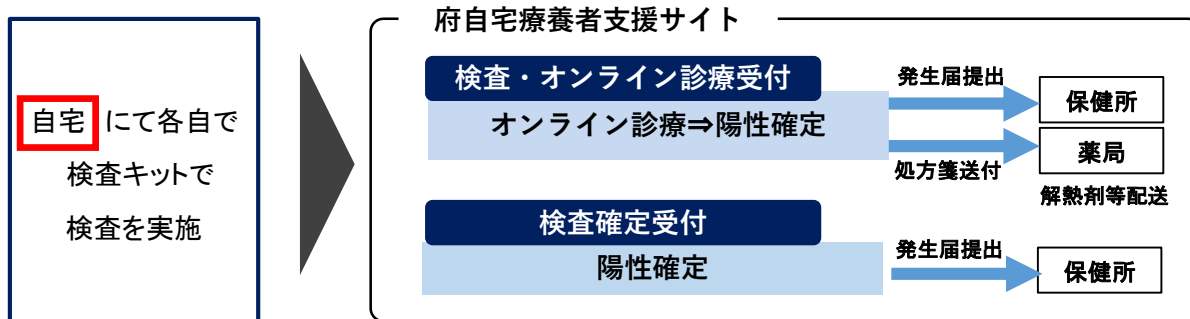 自宅にて各自で
検査キットで
検査を実施
府自宅療養者支援サイト
検査・オンライン診療受付
オンライン診療⇒陽性確定
発生届提出
保健所
処方箋送付
薬局
解熱剤等配送
検査確定受付
陽性確定
発生届提出
保健所